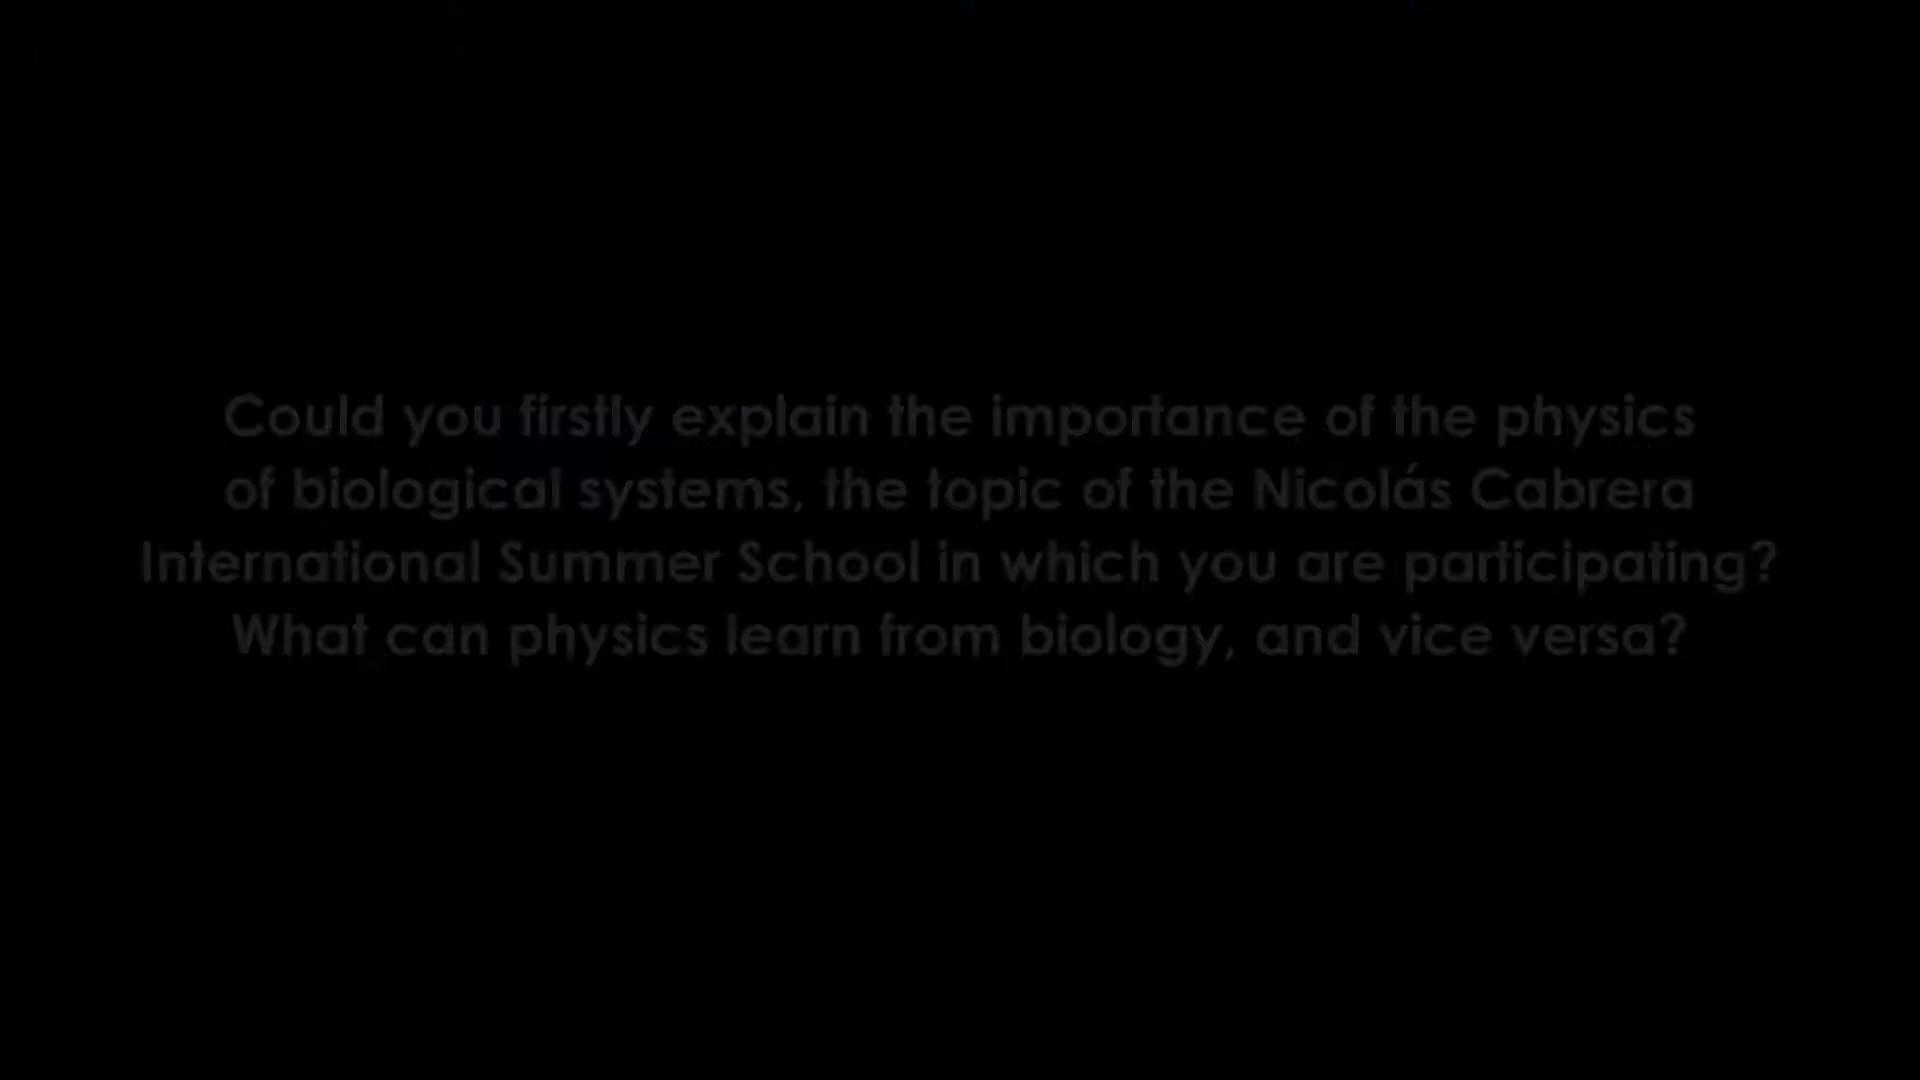 Could you firstly explain the importance of the physics
of biological systems, the topic of the Nicolás Cabrera
International Summer School in which you are participating?
What can physics learn from biology, and vice versa?